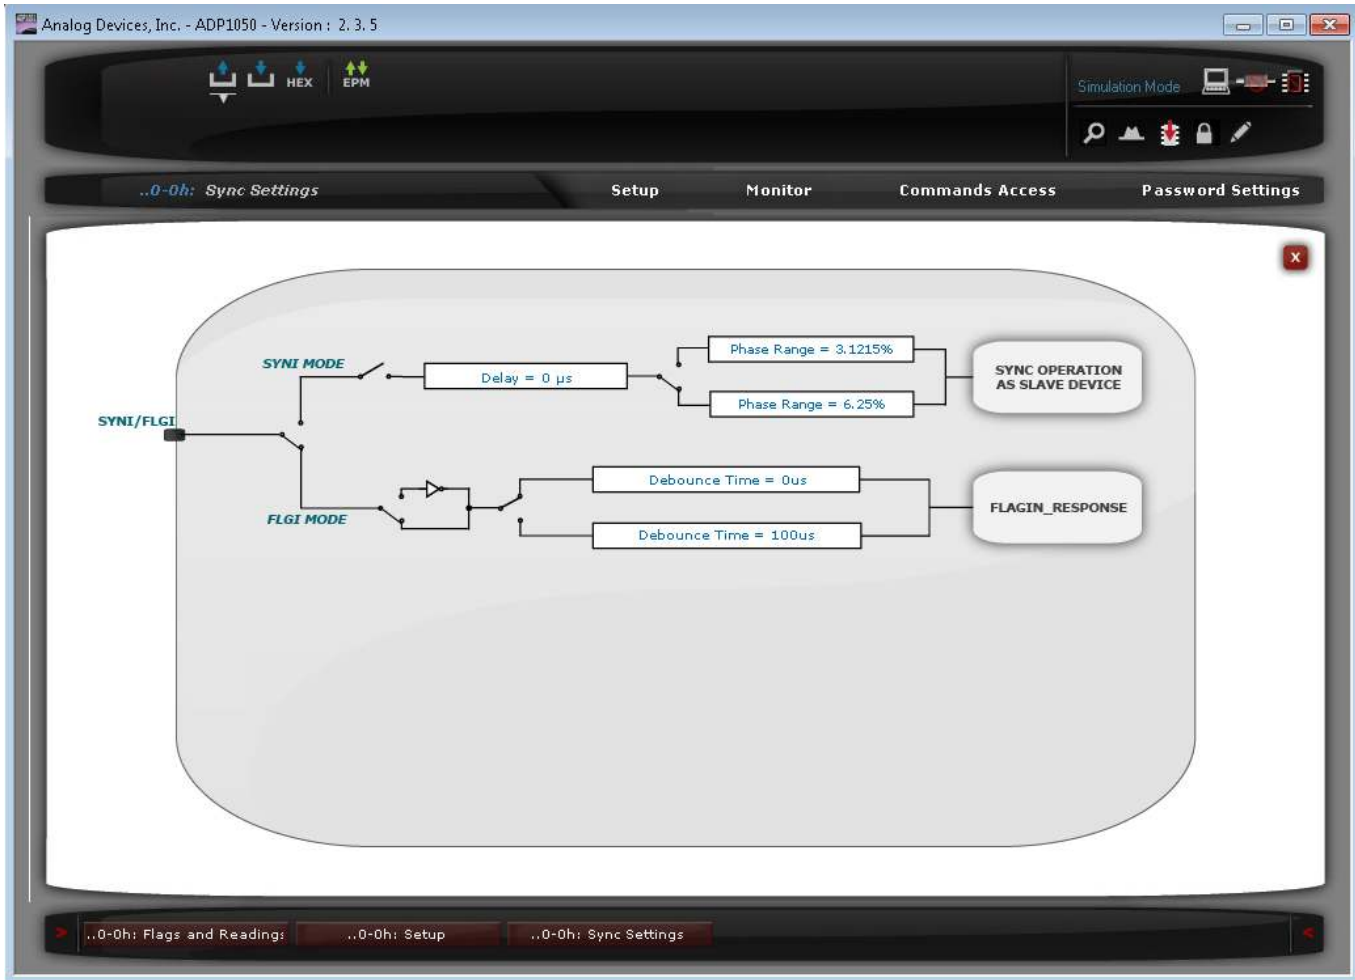 Analog Devices, Inc. - ADP1050 - Version : 2. 3. 5
HEX
EPM
Simulation Mode
..0-0h: Sync Settings
Setup
Monitor
Commands Access
Password Settings
X
SYNI MODE
Delay = 0 µs
Phase Range = 3.1215%
Phase Range = 6.25%
SYNC OPERATION
AS SLAVE DEVICE
SYNI/FLGI
FLGI MODE
Debounce Time = 0us
Debounce Time = 100us
FLAGIN_RESPONSE
> ..0-0h: Flags and Readings
..0-0h: Setup
..0-0h: Sync Settings
<